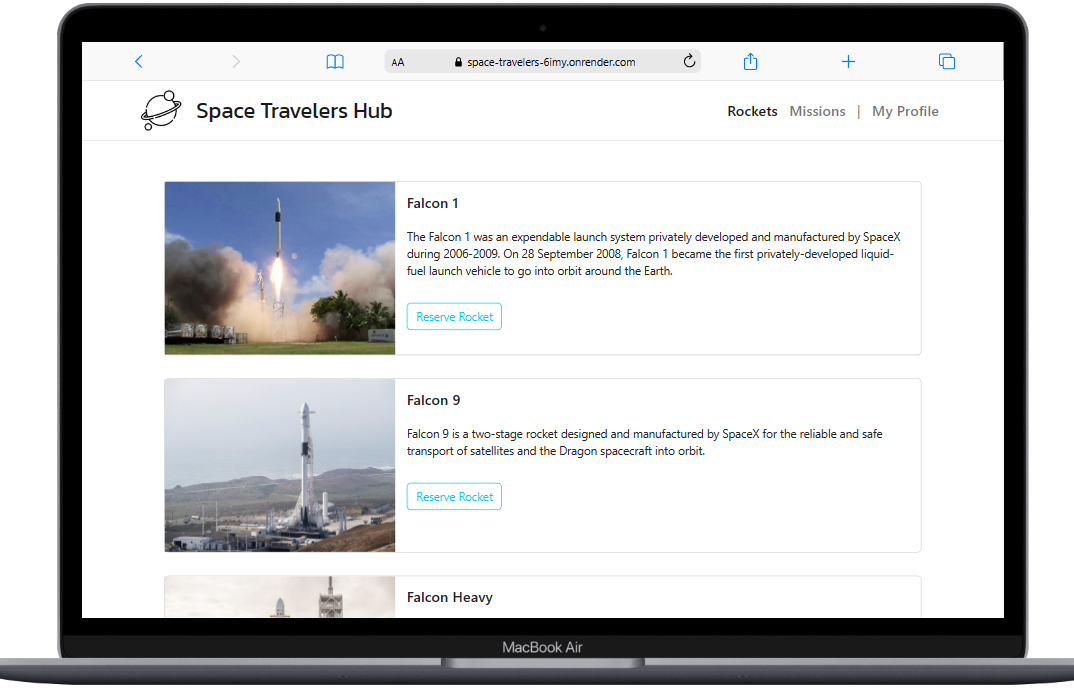 AA space-travelers-6imy.onrender.com
Space Travelers Hub
Rockets Missions | My Profile
Falcon 1
The Falcon 1 was an expendable launch system privately developed and manufactured by SpaceX
during 2006-2009. On 28 September 2008, Falcon 1 became the first privately-developed liquid-
fuel launch vehicle to go into orbit around the Earth.
Reserve Rocket
Falcon 9
Falcon 9 is a two-stage rocket designed and manufactured by SpaceX for the reliable and safe
transport of satellites and the Dragon spacecraft into orbit.
Reserve Rocket
Falcon Heavy
MacBook Air